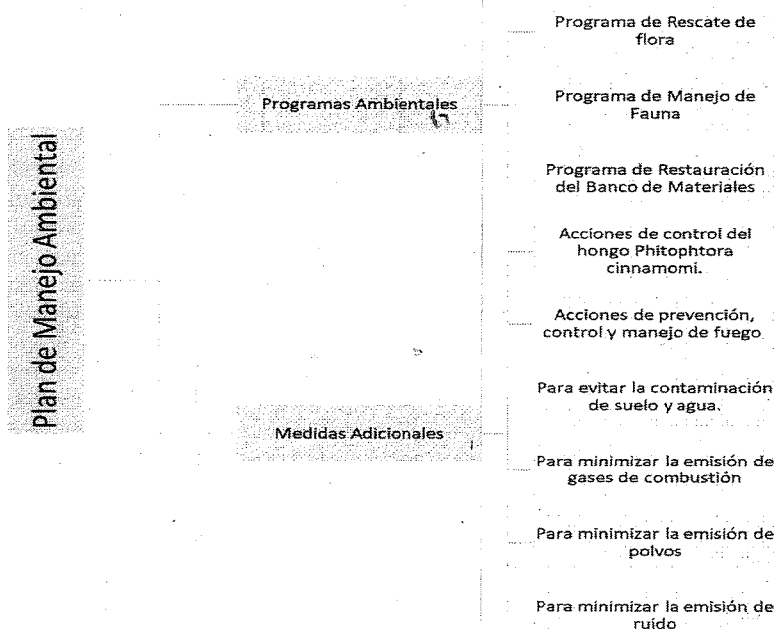 Plan de Manejo Ambiental
Programas Ambientales
Programa de Rescate de
flora
Programa de Manejo de
Fauna
Programa de Restauración
del Banco de Materiales
Medidas Adicionales
Acciones de control del
hongo Phitophtora
cinnamomi.
Acciones de prevención,
control y manejo de fuego
Para evitar la contaminación
de suelo y agua.
Para minimizar la emisión de
gases de combustión
Para minimizar la emisión de
polvos
Para minimizar la emisión de
ruido